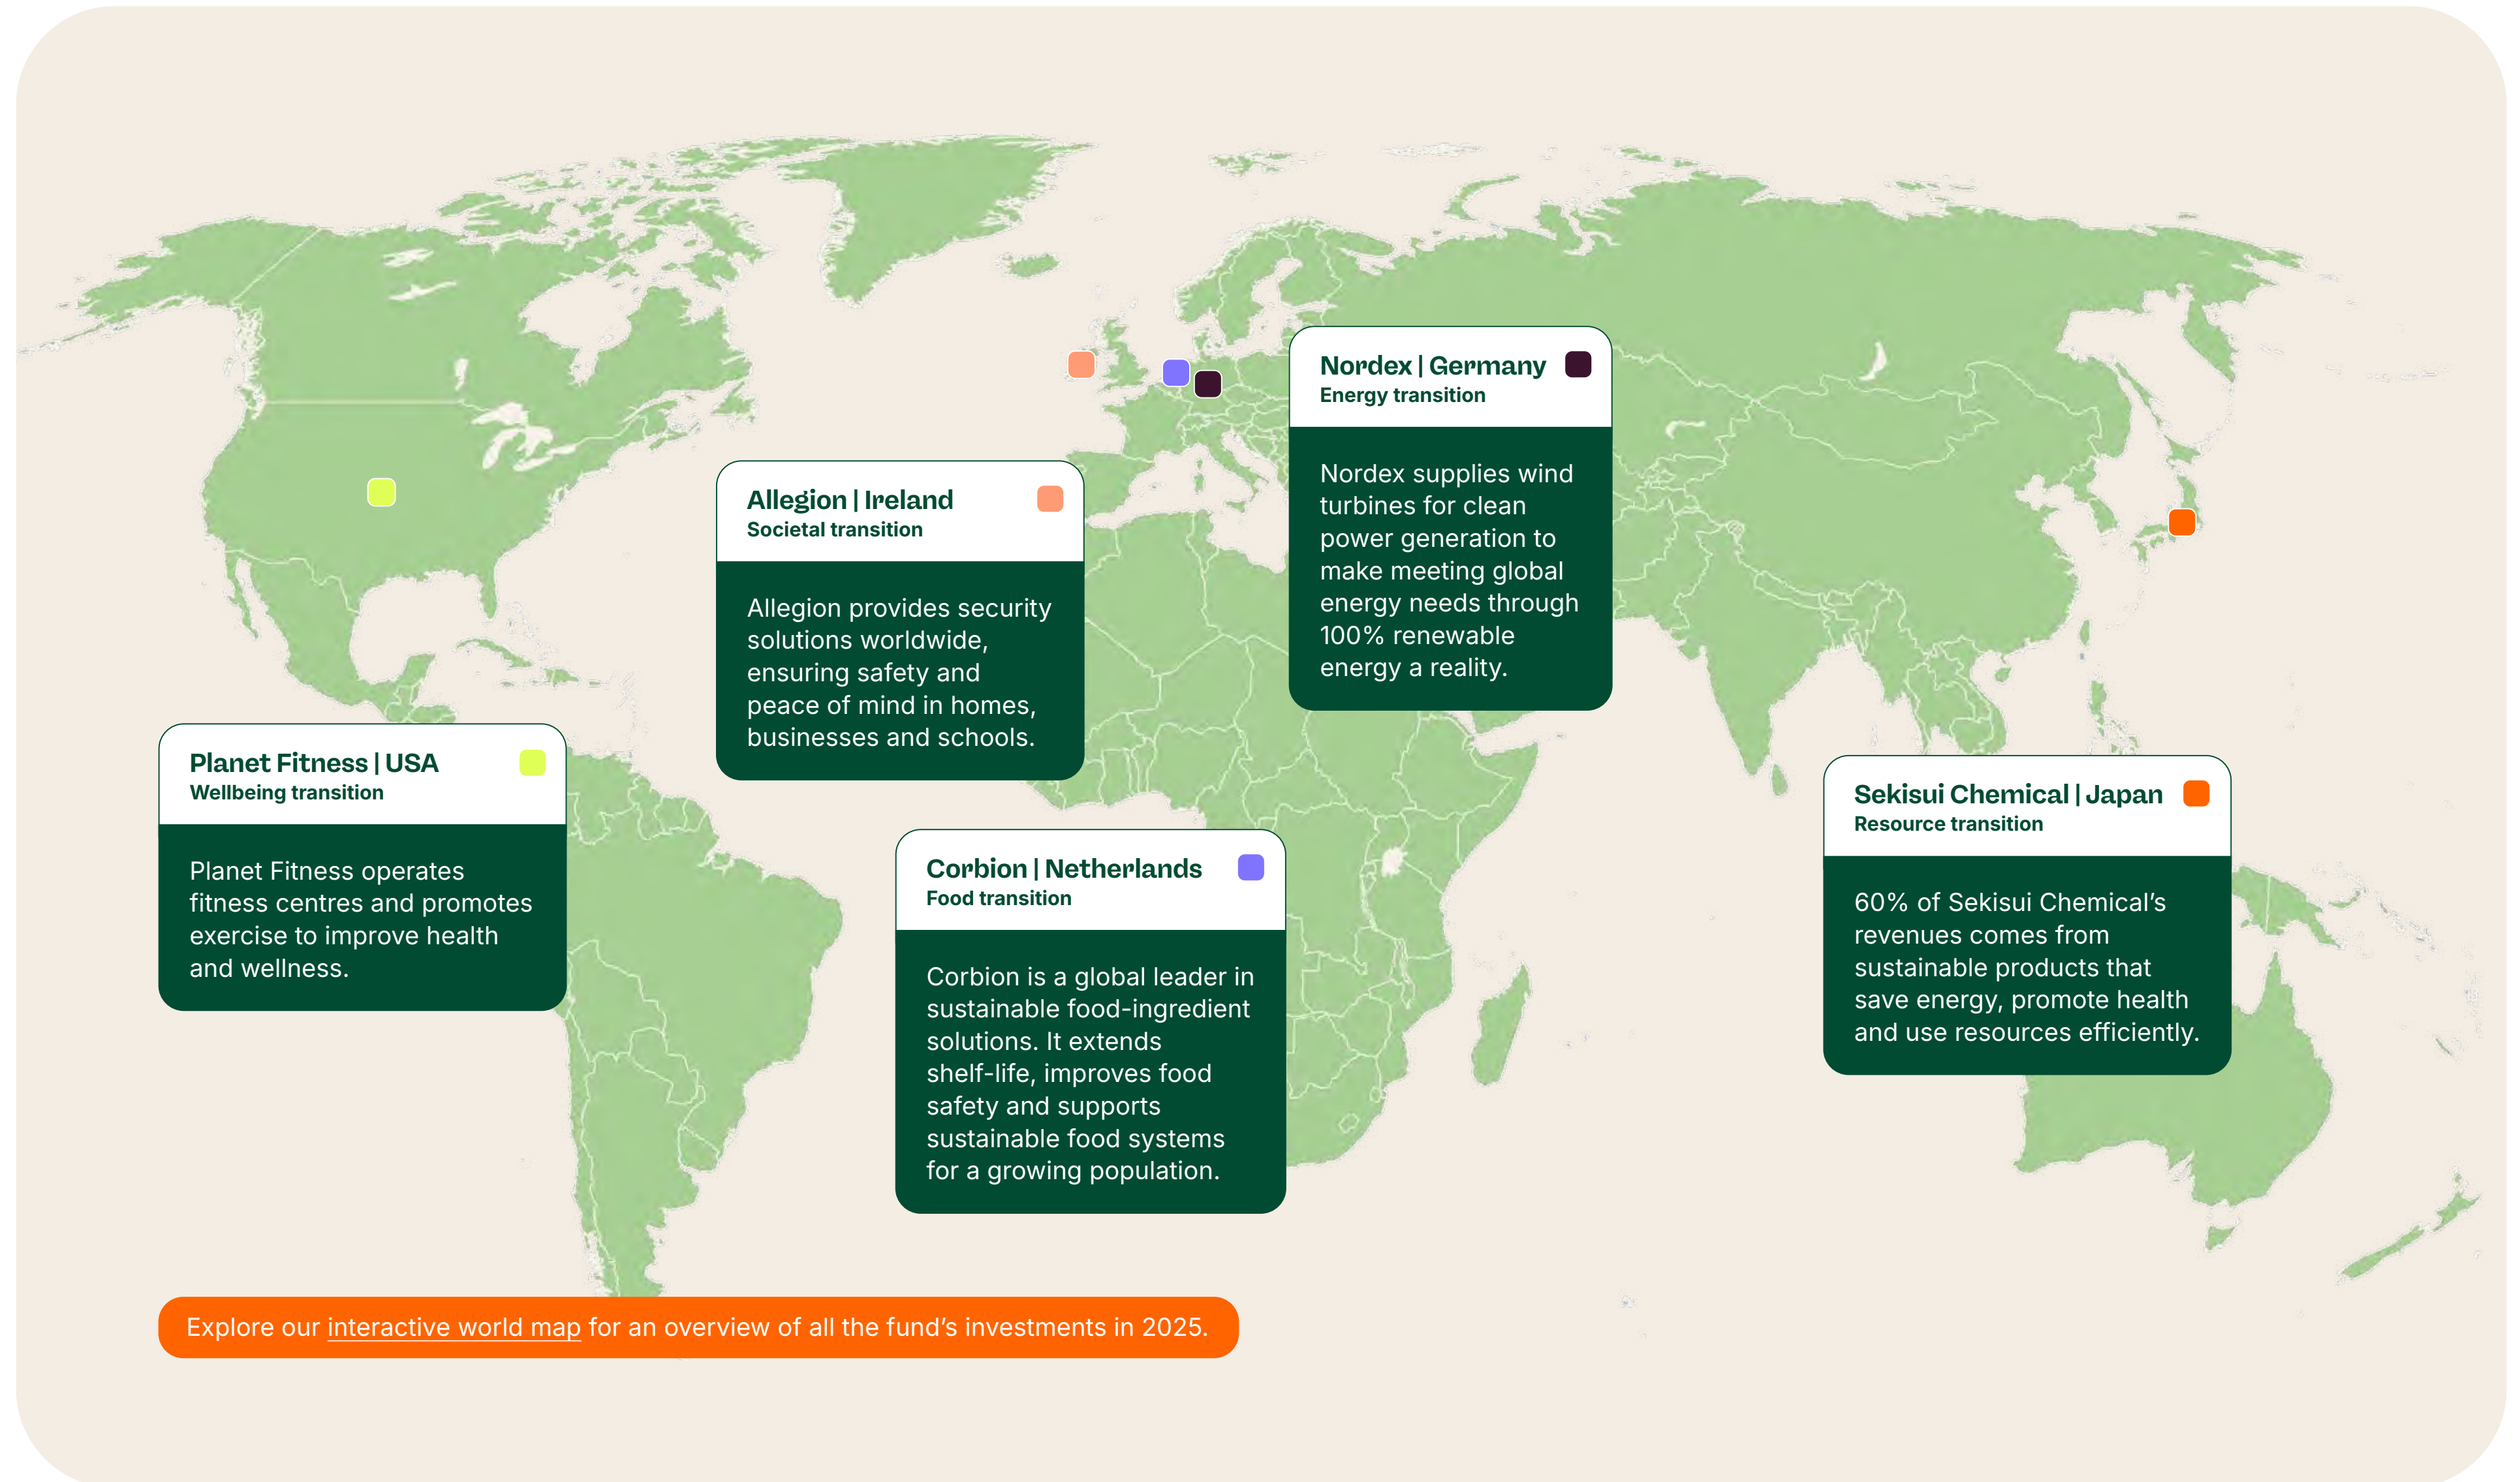 Nordex | Germany
Energy transition
Nordex supplies wind
turbines for clean
power generation to
make meeting global
energy needs through
100% renewable
energy a reality.
Allegion | Ireland
Societal transition
Allegion provides security
solutions worldwide,
ensuring safety and
peace of mind in homes,
businesses and schools.
Planet Fitness | USA
Wellbeing transition
Planet Fitness operates
fitness centres and promotes
exercise to improve health
and wellness.
Sekisui Chemical | Japan
Resource transition
60% of Sekisui Chemical’s
revenues comes from
sustainable products that
save energy, promote health
and use resources efficiently.
Corbion | Netherlands
Food transition
Corbion is a global leader in
sustainable food-ingredient
solutions. It extends
shelf-life, improves food
safety and supports
sustainable food systems
for a growing population.
Explore our interactive world map for an overview of all the fund’s investments in 2025.